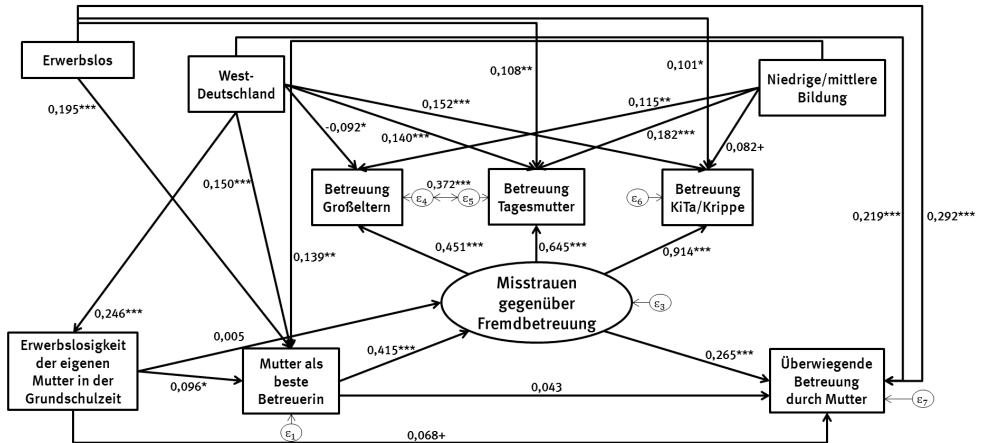 Erwerbslos
West-
Deutschland
Niedrige/mittlere
Bildung
0,108**
0,101*
0,195***
0,152***
0,115**
-0,092*
0,140***
0,182***
0,082+
Betreuung
Großeltern
ε4
0,372***
ε5
Betreuung
Tagesmutter
ε6
Betreuung
KiTa/Krippe
0,150***
0,219***
0,292***
0,451***
0,645***
0,914***
0,139**
Misstrauen
gegenüber
Fremdbetreuung
ε3
0,246***
0,005
Erwerbslosigkeit
der eigenen
Mutter in der
Grundschulzeit
0,096*
Mutter als
beste
Betreuerin
0,415***
0,265***
0,043
Überwiegende
Betreuung
durch Mutter
ε7
ε1
0,068+